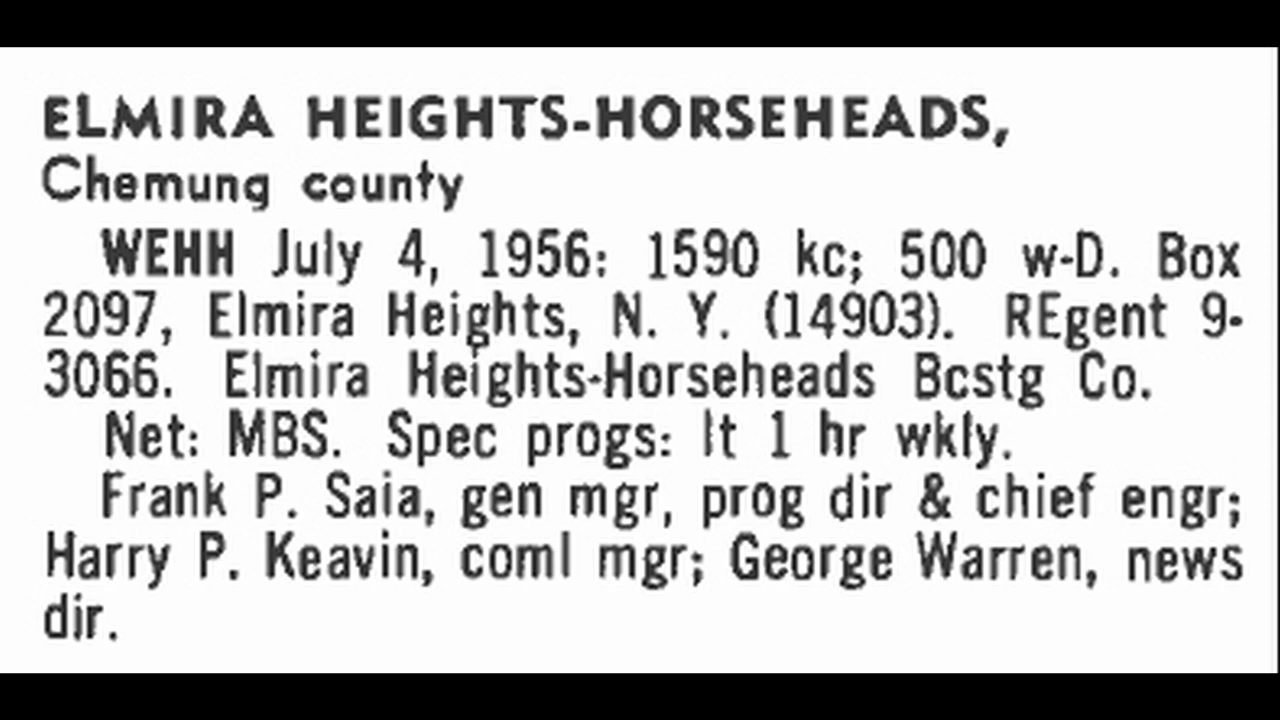 ELMIRA HEIGHTS-HORSEHEADS,
Chemung county
WEHH July 4, 1956: 1590 kc; 500 w-D. Box
2097, Elmira Heights, N. Y. (14903). REgent 9-
3066. Elmira Heights-Horseheads Bcstg Co.
Net: MBS. Spec progs: It 1 hr wkly.
Frank P. Saia, gen mgr, prog dir & chief engr;
Harry P. Keavin, coml mgr; George Warren, news
dir.